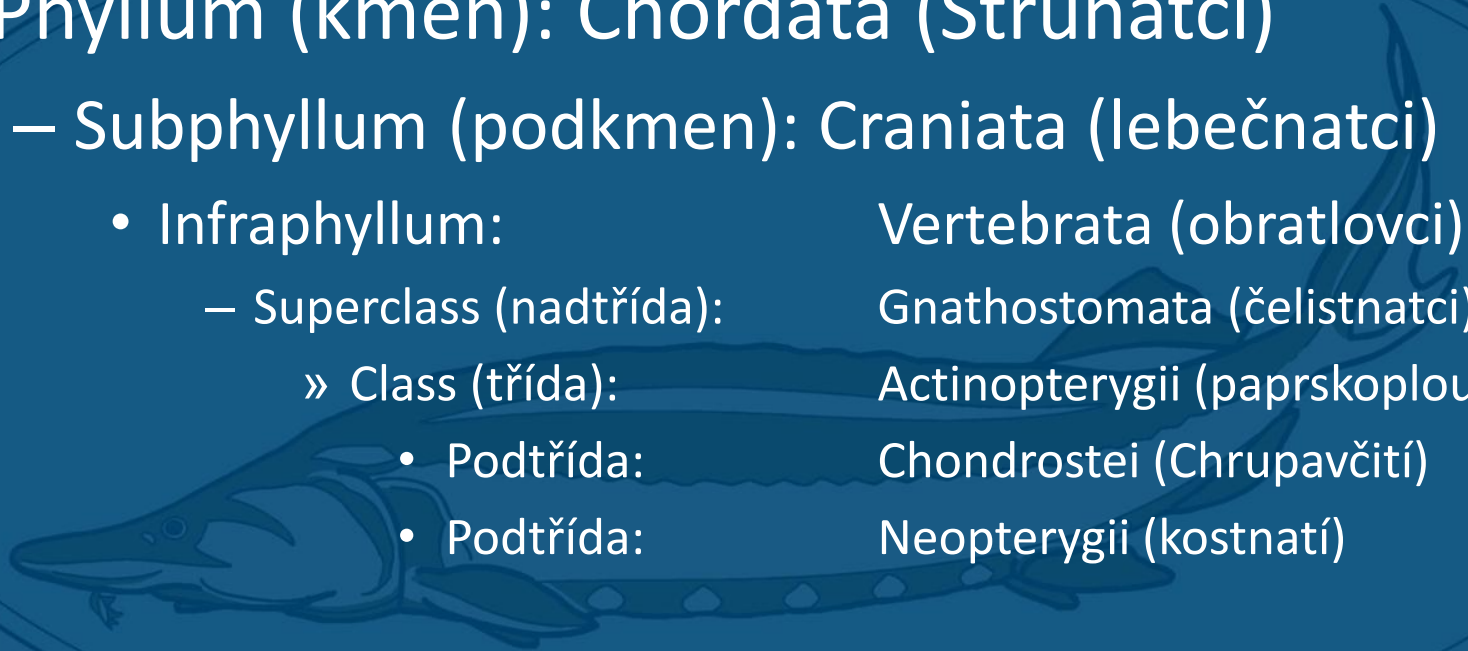 Phyllum (kmen): Chordata (Strunatci)
– Subphyllum (podkmen): Craniata (lebečnatci)
• Infraphyllum: Vertebrata (obratlovci)
– Superclass (nadtřída): Gnathostomata (čelistnatci)
» Class (třída): Actinopterygii (paprskoplou
• Podtřída: Chondrostei (Chrupavčití)
• Podtřída: Neopterygii (kostnatí)